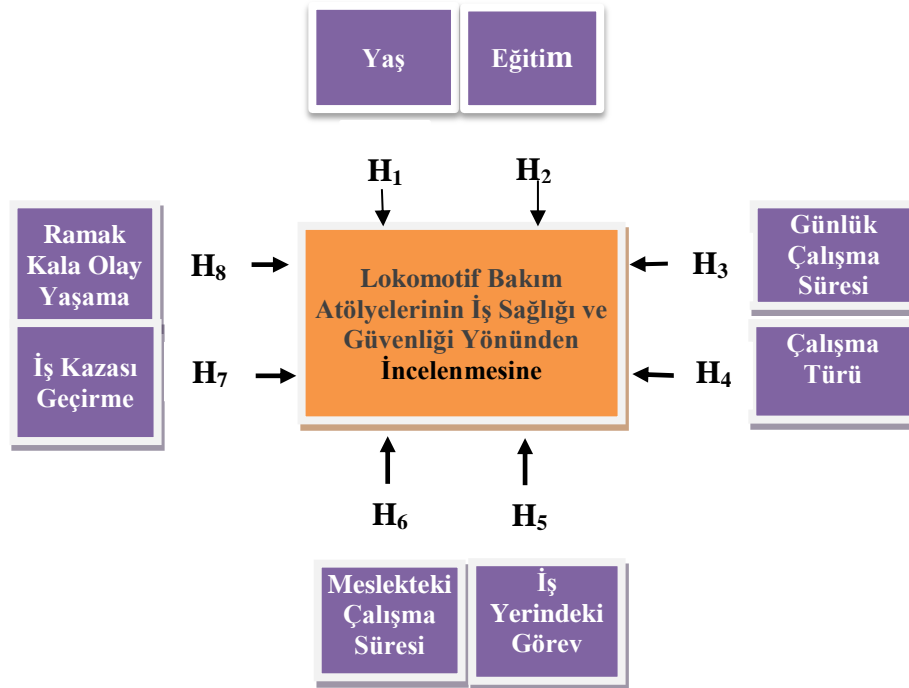 Yaş
Eğitim
H1
H2
Ramak
Kala Olay
Yaşama
H8
Lokomotif Bakım
Atölyelerinin İş Sağlığı ve
Güvenliği Yönünden
İncelenmesine
H3
Günlük
Çalışma
Süresi
İş Kazası
Geçirme
H7
H4
Çalışma
Türü
H6
H5
Meslekteki
Çalışma
Süresi
İş
Yerindeki
Görev